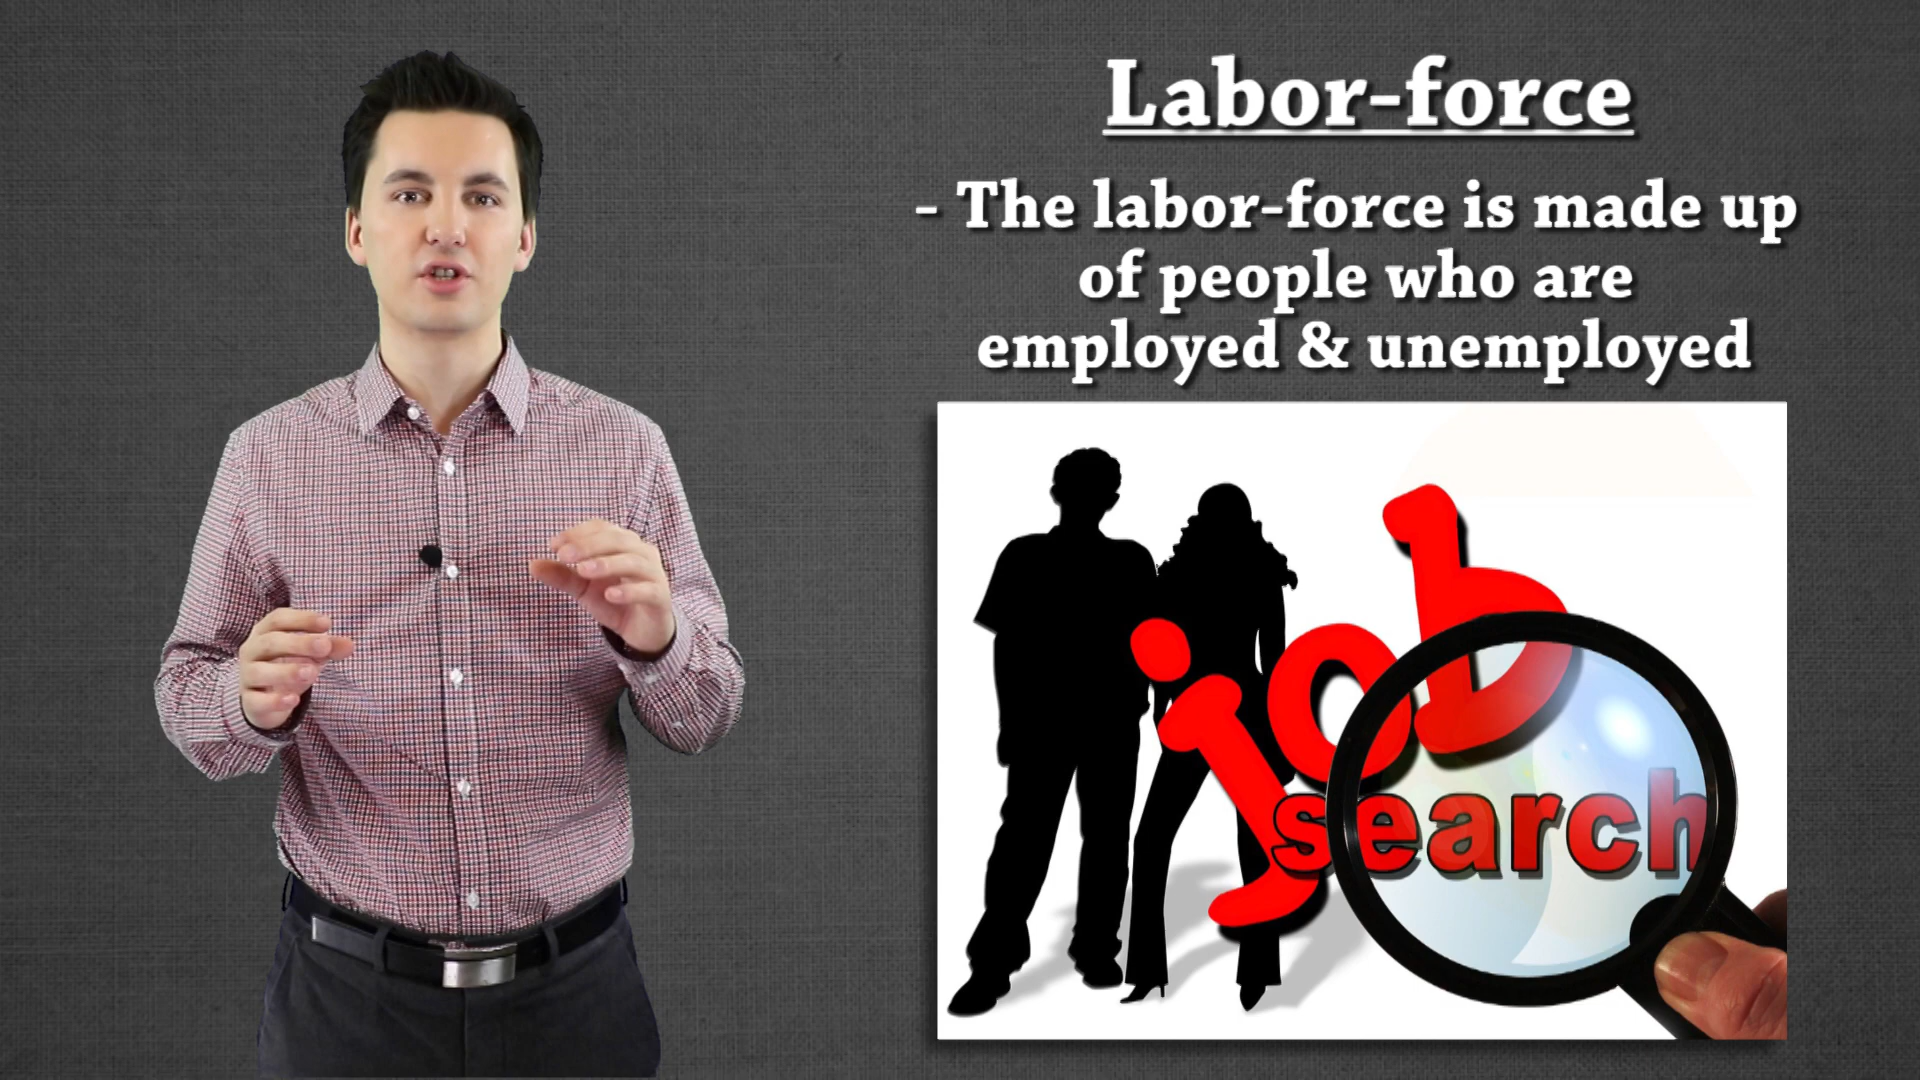 Labor-force
- The labor-force is made up
of people who are
employed & unemployed
job
search